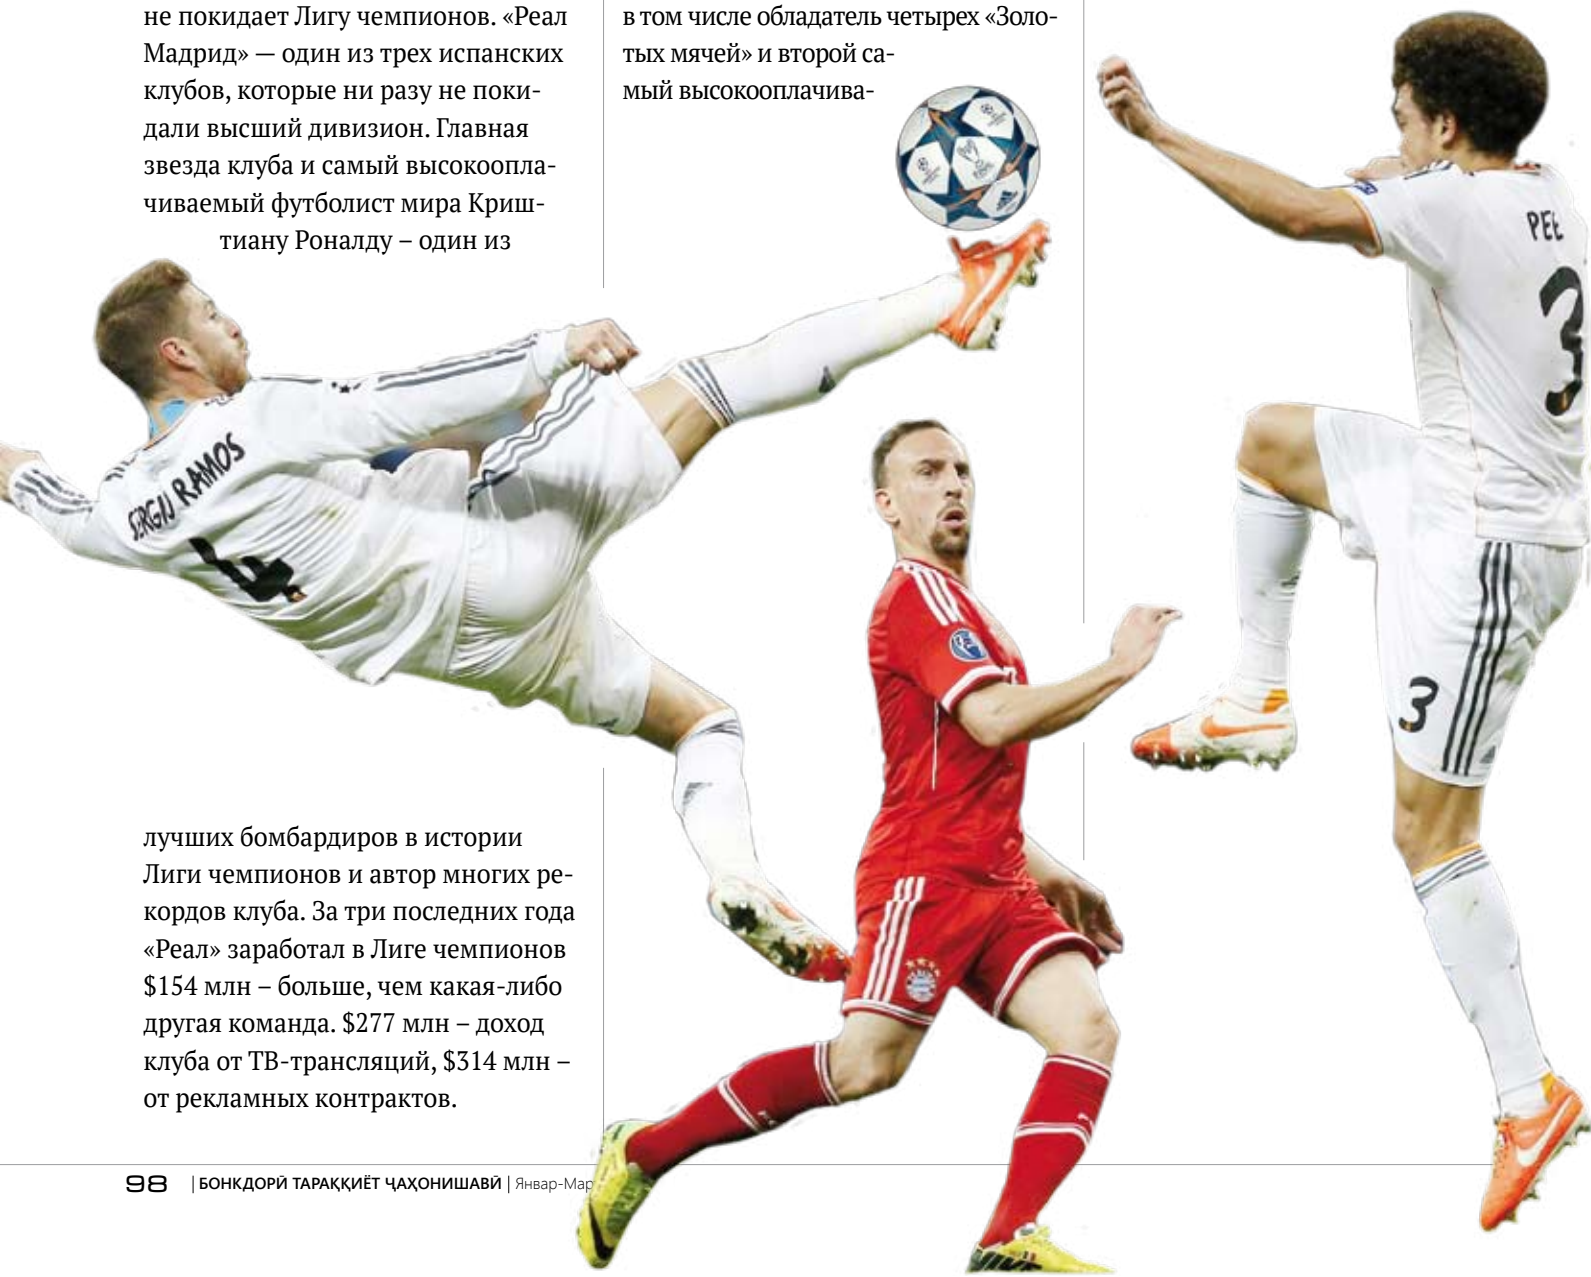 не покидает Лигу чемпионов. «Реал
Мадрид» — один из трех испанских
клубов, которые ни разу не поки-
дали высший дивизион. Главная
звезда клуба и самый высокоопла-
чиваемый футболист мира Криш-
тиану Роналду – один из
лучших бомбардиров в истории
Лиги чемпионов и автор многих ре-
кордов клуба. За три последних года
«Реал» заработал в Лиге чемпионов
$154 млн – больше, чем какая-либо
другая команда. $277 млн – доход
клуба от ТВ-трансляций, $314 млн –
от рекламных контрактов.
в том числе обладатель четырех «Золо-
тых мячей» и второй са-
мый высокооплачива-
SERGIO RAMOS
4
PEE
3
3
98 | БОНКДОРӢ ТАРАҚҚИЁТ ҶАҲОНИШАВӢ | Январ-Мар